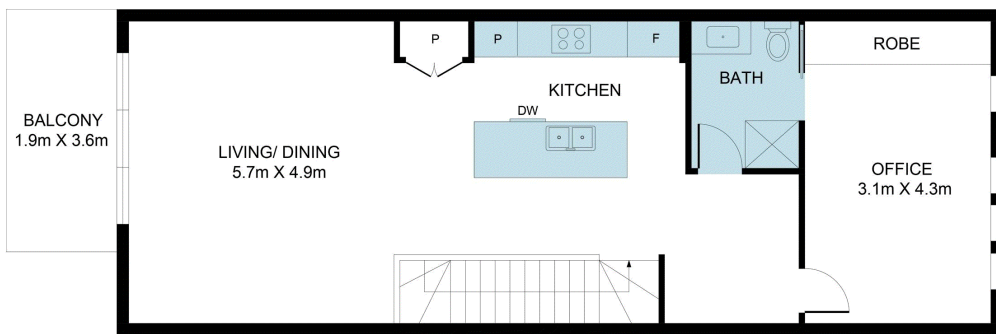 P
P
F
ROBE
BATH
KITCHEN
DW
BALCONY
1.9m X 3.6m
LIVING/ DINING
5.7m X 4.9m
OFFICE
3.1m X 4.3m